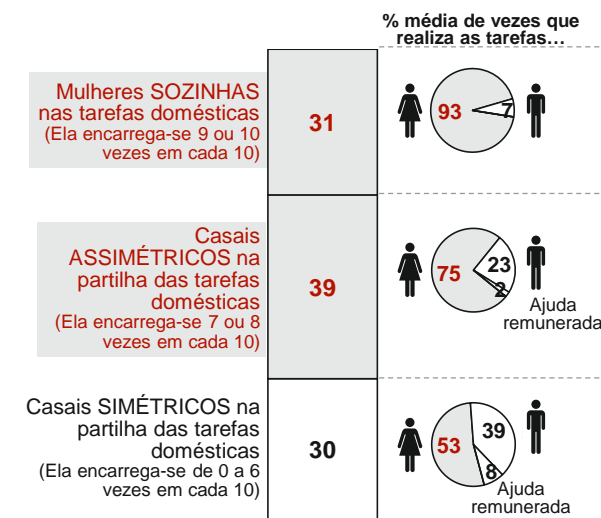 % média de vezes que
realiza as tarefas…
Mulheres SOZINHAS
nas tarefas domésticas
(Ela encarrega-se 9 ou 10
vezes em cada 10)
31
93
7
Casais
ASSIMÉTRICOS na
partilha das tarefas
domésticas
(Ela encarrega-se 7 ou 8
vezes em cada 10)
39
75
23
2
Ajuda
remunerada
Casais SIMÉTRICOS na
partilha das tarefas
domésticas
(Ela encarrega-se de 0 a 6
vezes em cada 10)
30
53
39
8
Ajuda
remunerada